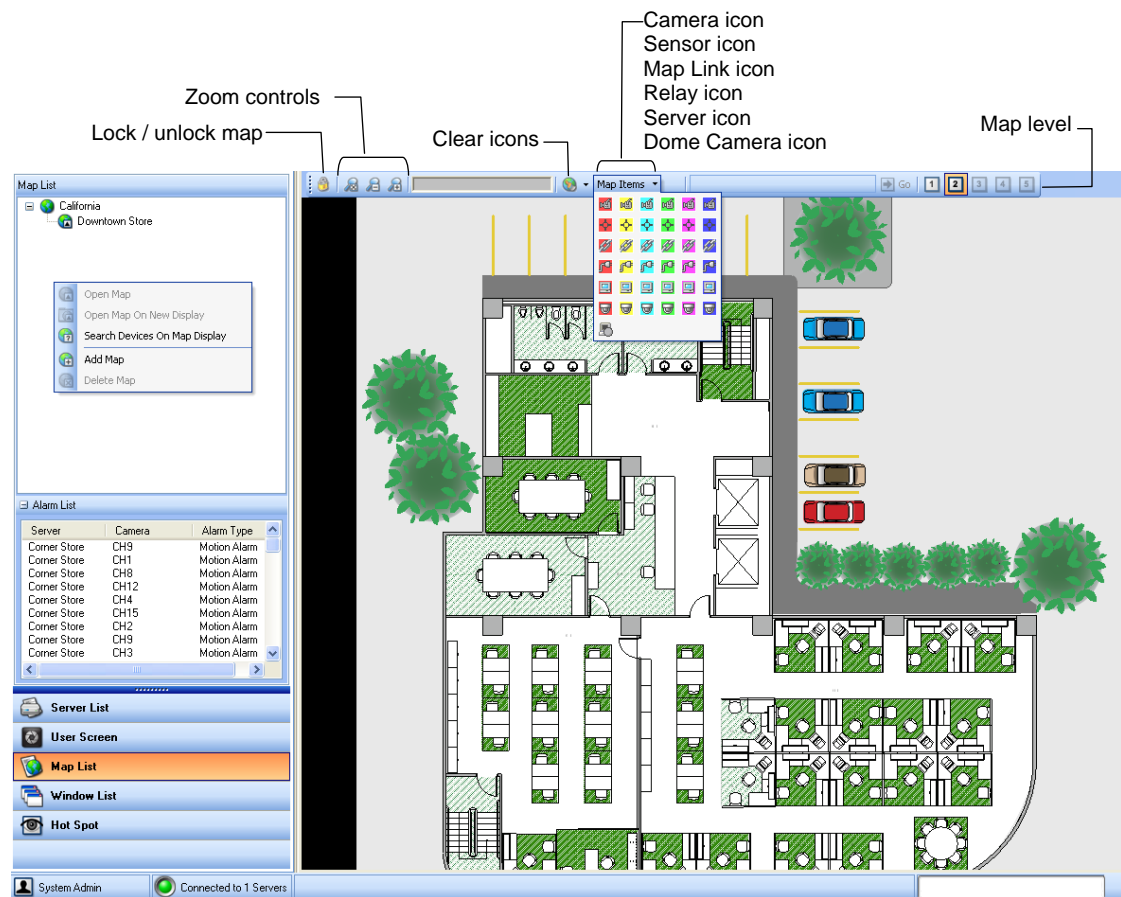 Camera icon
Sensor icon
Map Link icon
Relay icon
Server icon
Dome Camera icon
Zoom controls
Lock / unlock map
Clear icons
Map level
Map Items
Go
1 2 3 4 5
Map List
California
Downtown Store
Open Map
Open Map On New Display
Search Devices On Map Display
Add Map
Delete Map
Alarm List
Server Camera Alarm Type
Corner Store CH9 Motion Alarm
Corner Store CH1 Motion Alarm
Corner Store CH8 Motion Alarm
Corner Store CH12 Motion Alarm
Corner Store CH4 Motion Alarm
Corner Store CH15 Motion Alarm
Corner Store CH2 Motion Alarm
Corner Store CH9 Motion Alarm
Corner Store CH3 Motion Alarm
Server List
User Screen
Map List
Window List
Hot Spot
System Admin
Connected to 1 Servers